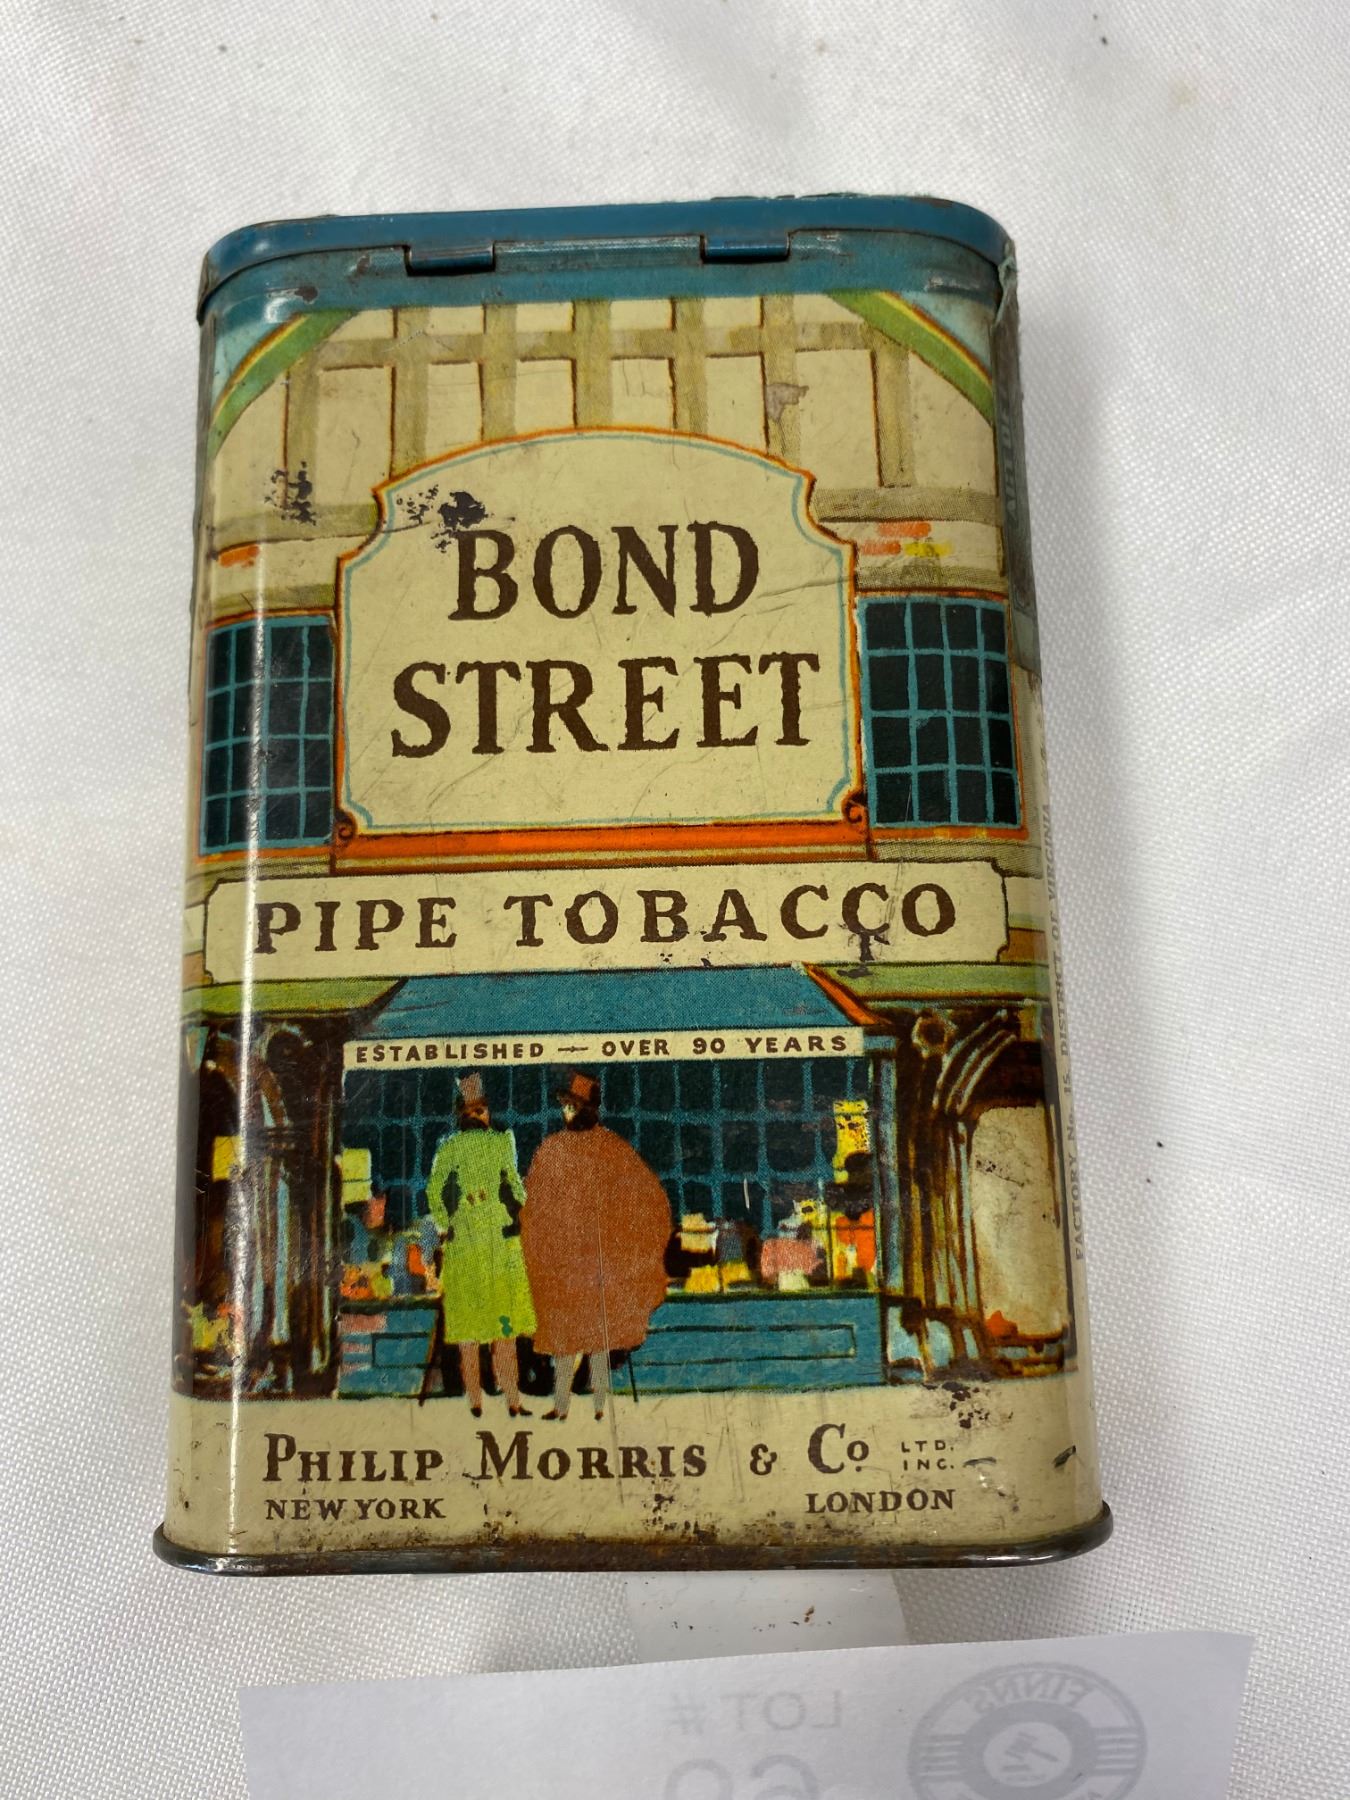 BOND
STREET
PIPE TOBACCO
ESTABLISHED — OVER 90 YEARS
PHILIP MORRIS & Co LTD.
INC.
NEW YORK
LONDON
FACTORY No. 15 DISTRICT OF VIRGINIA
LOT #
FINNS